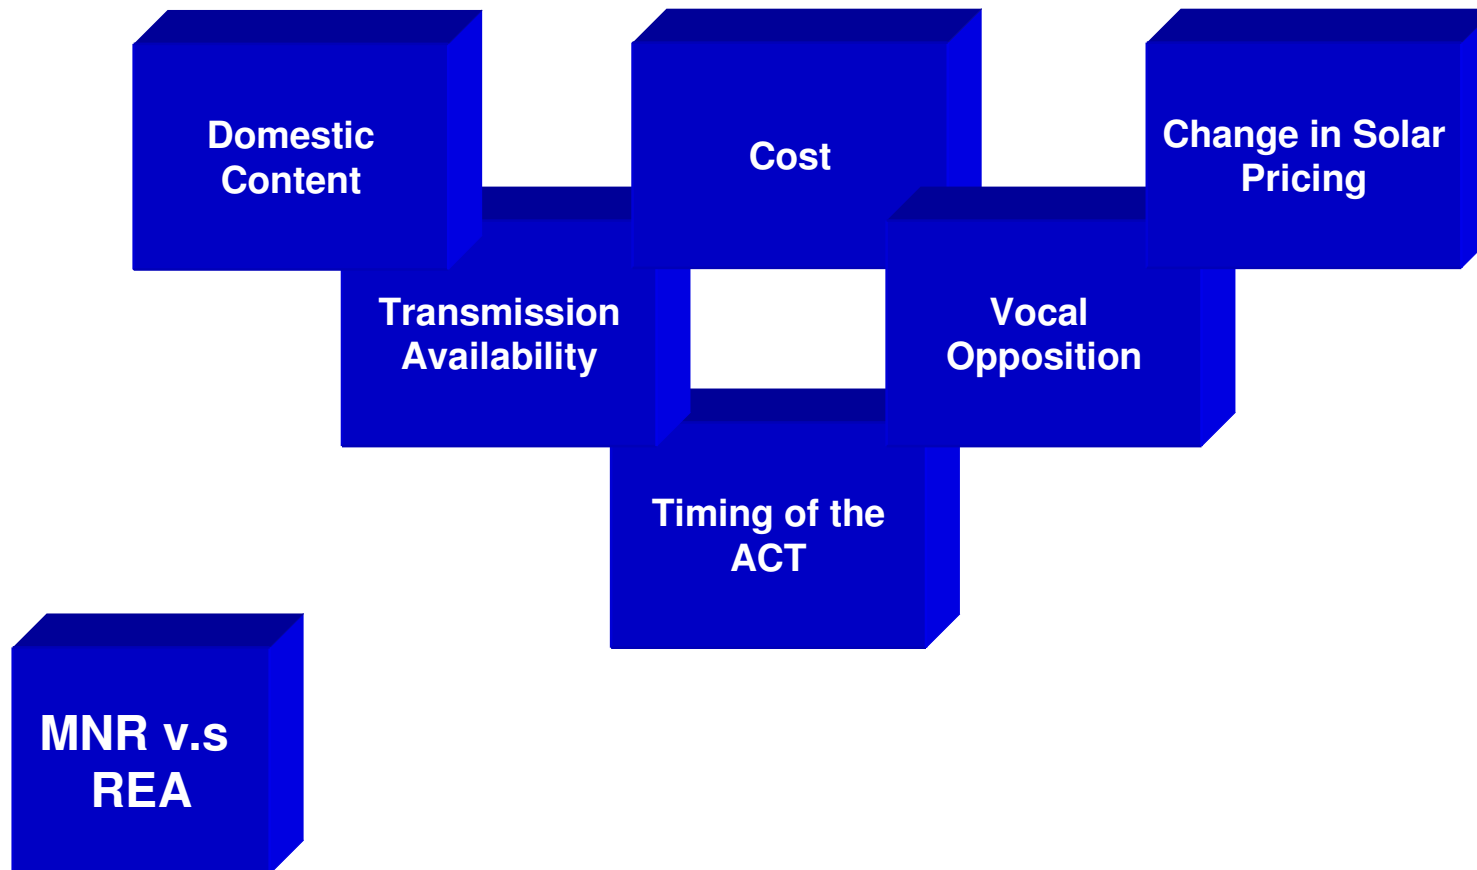 Domestic
Content
Cost
Change in Solar
Pricing
Transmission
Availability
Vocal
Opposition
Timing of the
ACT
MNR v.s
REA